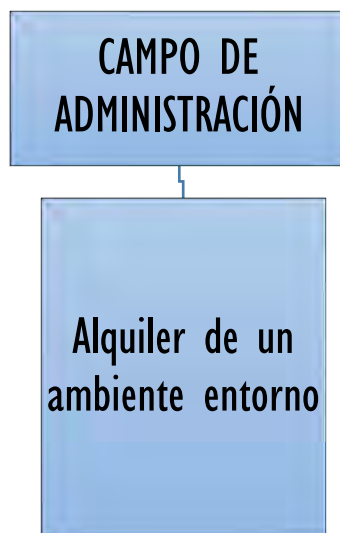 CAMPO DE
ADMINISTRACIÓN
Alquiler de un
ambiente entorno